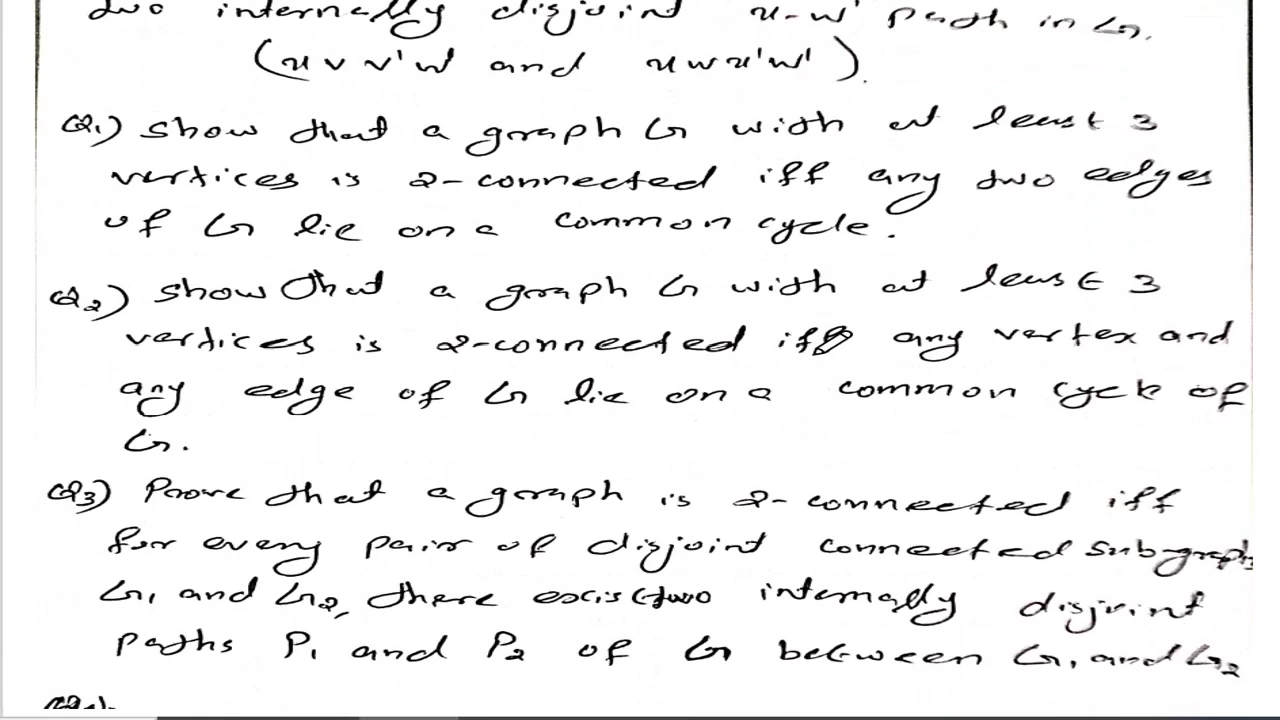 two internally disjoint u-w' path in G.
(u v v' w' and u w u' w').
Q1) show that a graph G with at least 3
vertices is 2-connected iff any two edges
of G lie on a common cycle.
Q2) show that a graph G with at least 3
vertices is 2-connected iff any vertex and
any edge of G lie on a common cycle of
G.
Q3) Prove that a graph is 2-connected iff
for every pair of disjoint connected subgraphs
G1 and G2, there exist two internally disjoint
paths P1 and P2 of G between G1 and G2